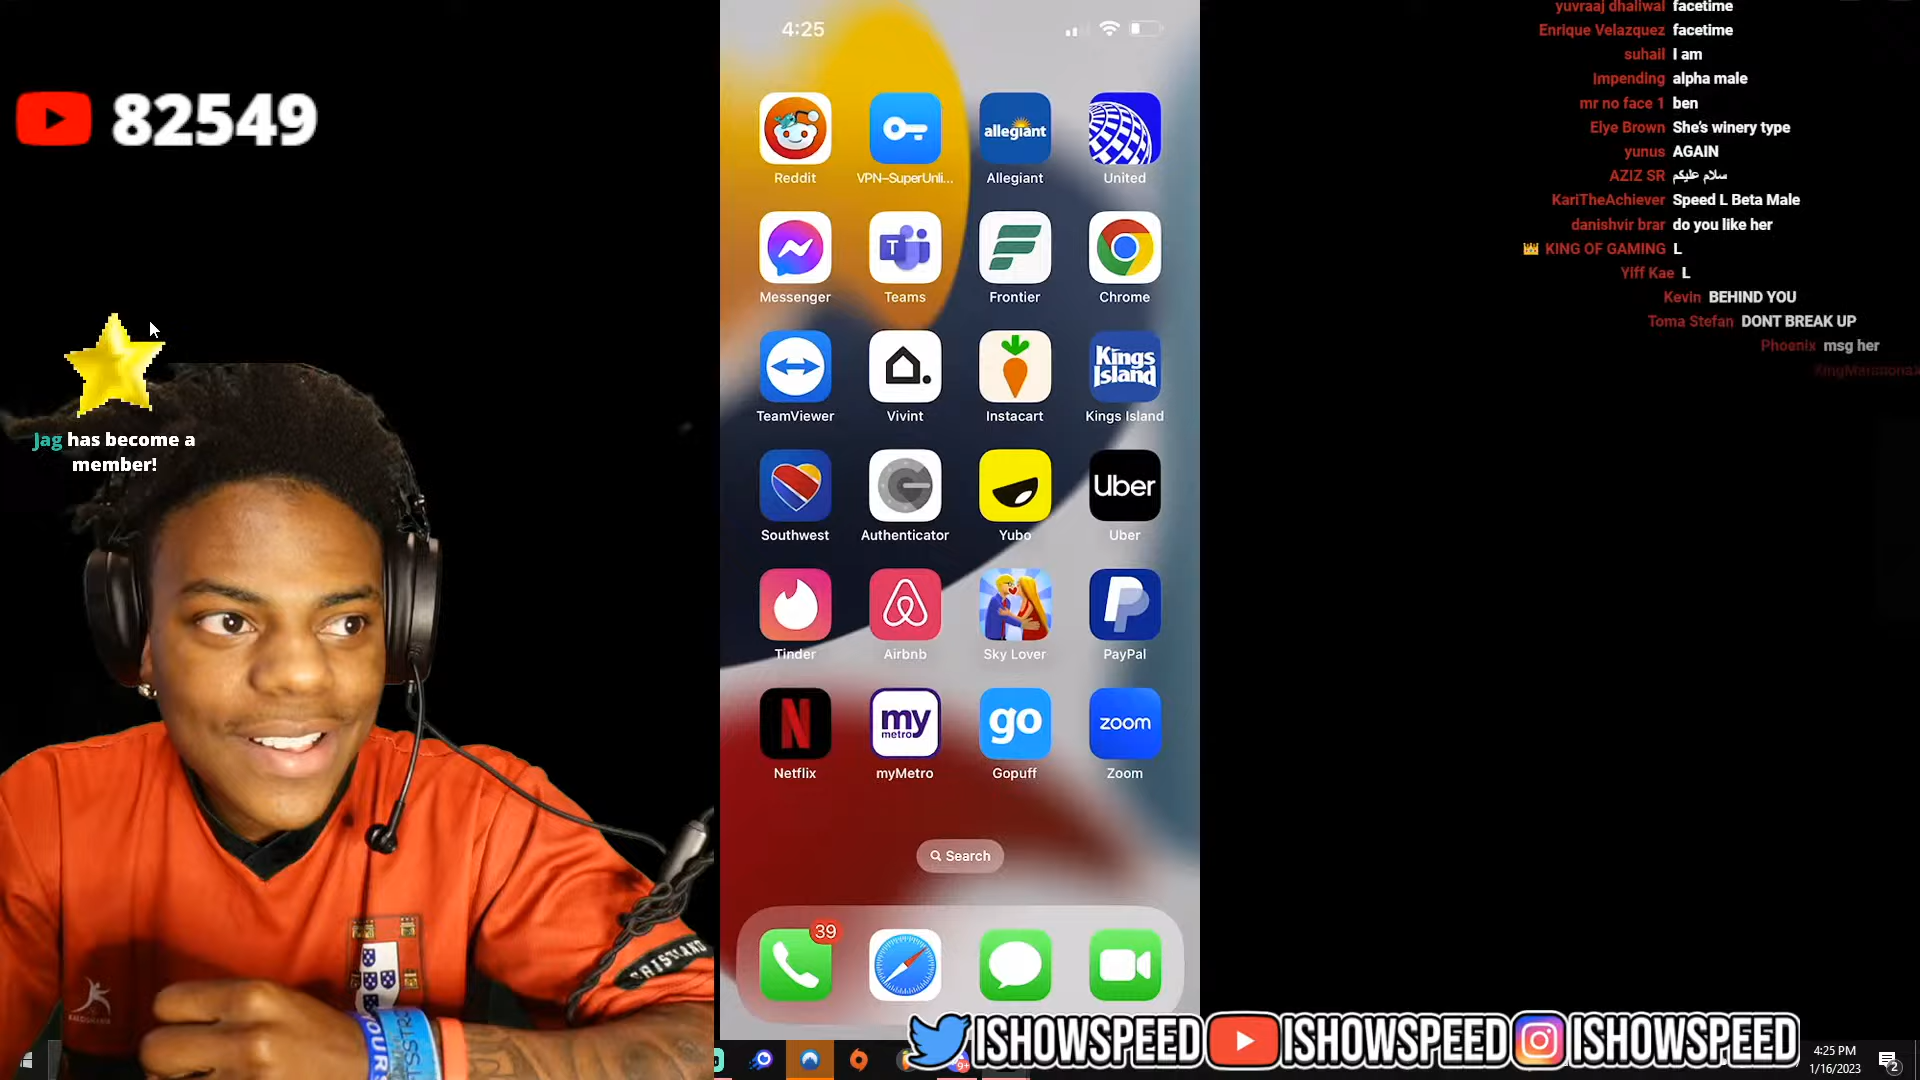 82549
Jag has become a
member!
4:25
allegiant
Reddit
VPN–SuperUnli...
Allegiant
United
T
Messenger
Teams
Frontier
Chrome
Kings
Island
TeamViewer
Vivint
Instacart
Kings Island
Uber
Southwest
Authenticator
Yubo
Uber
Tinder
Airbnb
Sky Lover
PayPal
my
metro
go
zoom
Netflix
myMetro
Gopuff
Zoom
Search
39
yuvraaj dhaliwal facetime
Enrique Velazquez facetime
suhail I am
Impending alpha male
mr no face 1 ben
Elye Brown She's winery type
yunus AGAIN
AZIZ SR سلام عليكم
KariTheAchiever Speed L Beta Male
danishvir brar do you like her
KING OF GAMING L
Yiff Kae L
Kevin BEHIND YOU
Toma Stefan DONT BREAK UP
Phoenix msg her
ISHOWSPEED ISHOWSPEED ISHOWSPEED
9+
4:25 PM
1/16/2023
2